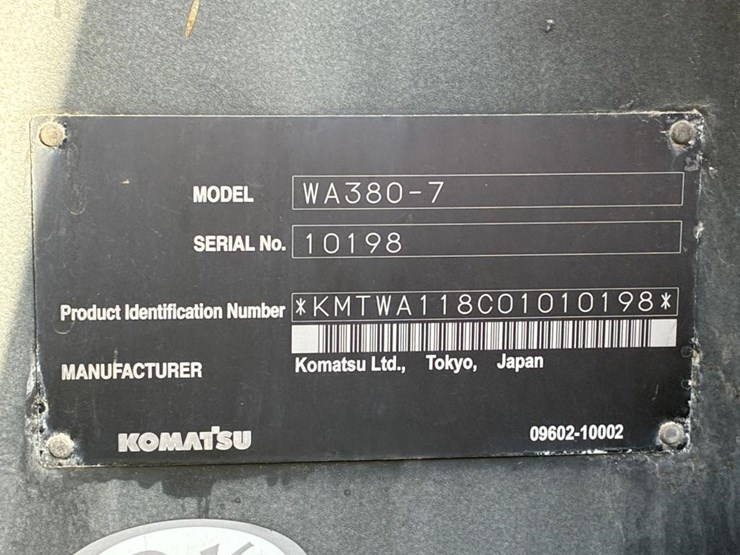 MODEL WA380-7
SERIAL No. 10198
Product Identification Number *KMTWA118C01010198*
MANUFACTURER Komatsu Ltd., Tokyo, Japan
KOMATSU 09602-10002